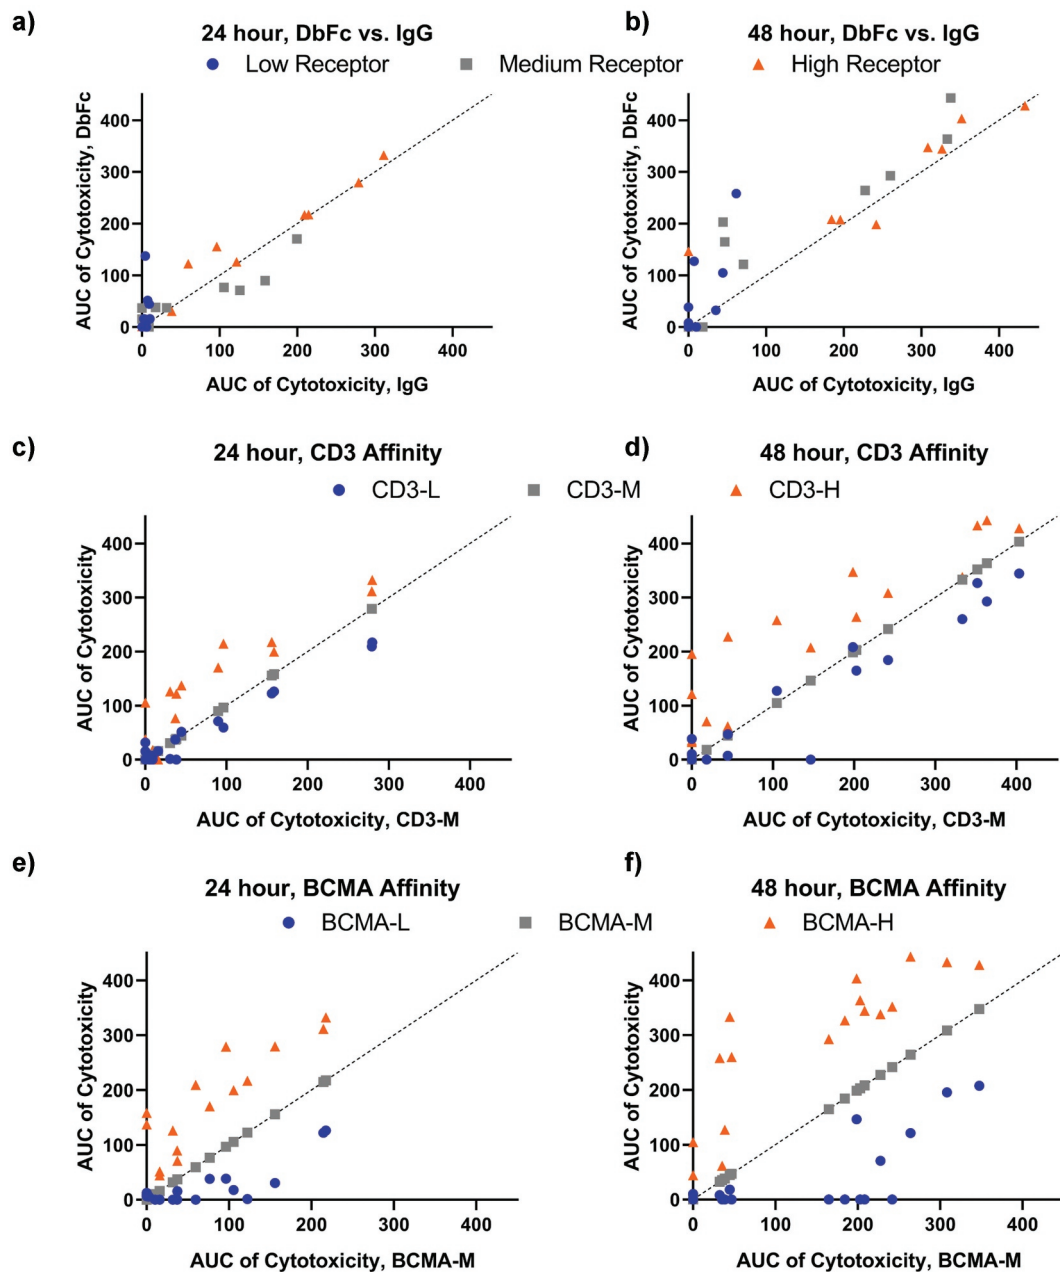 a)
24 hour, DbFc vs. IgG
b)
48 hour, DbFc vs. IgG
Low Receptor
Medium Receptor
High Receptor
AUC of Cytotoxicity, DbFc
400
300
200
100
0
0 100 200 300 400
AUC of Cytotoxicity, IgG
AUC of Cytotoxicity, DbFc
400
300
200
100
0
0 100 200 300 400
AUC of Cytotoxicity, IgG
c)
24 hour, CD3 Affinity
d)
48 hour, CD3 Affinity
CD3-L
CD3-M
CD3-H
AUC of Cytotoxicity
400
300
200
100
0
0 100 200 300 400
AUC of Cytotoxicity, CD3-M
AUC of Cytotoxicity
400
300
200
100
0
0 100 200 300 400
AUC of Cytotoxicity, CD3-M
e)
24 hour, BCMA Affinity
f)
48 hour, BCMA Affinity
BCMA-L
BCMA-M
BCMA-H
AUC of Cytotoxicity
400
300
200
100
0
0 100 200 300 400
AUC of Cytotoxicity, BCMA-M
AUC of Cytotoxicity
400
300
200
100
0
0 100 200 300 400
AUC of Cytotoxicity, BCMA-M